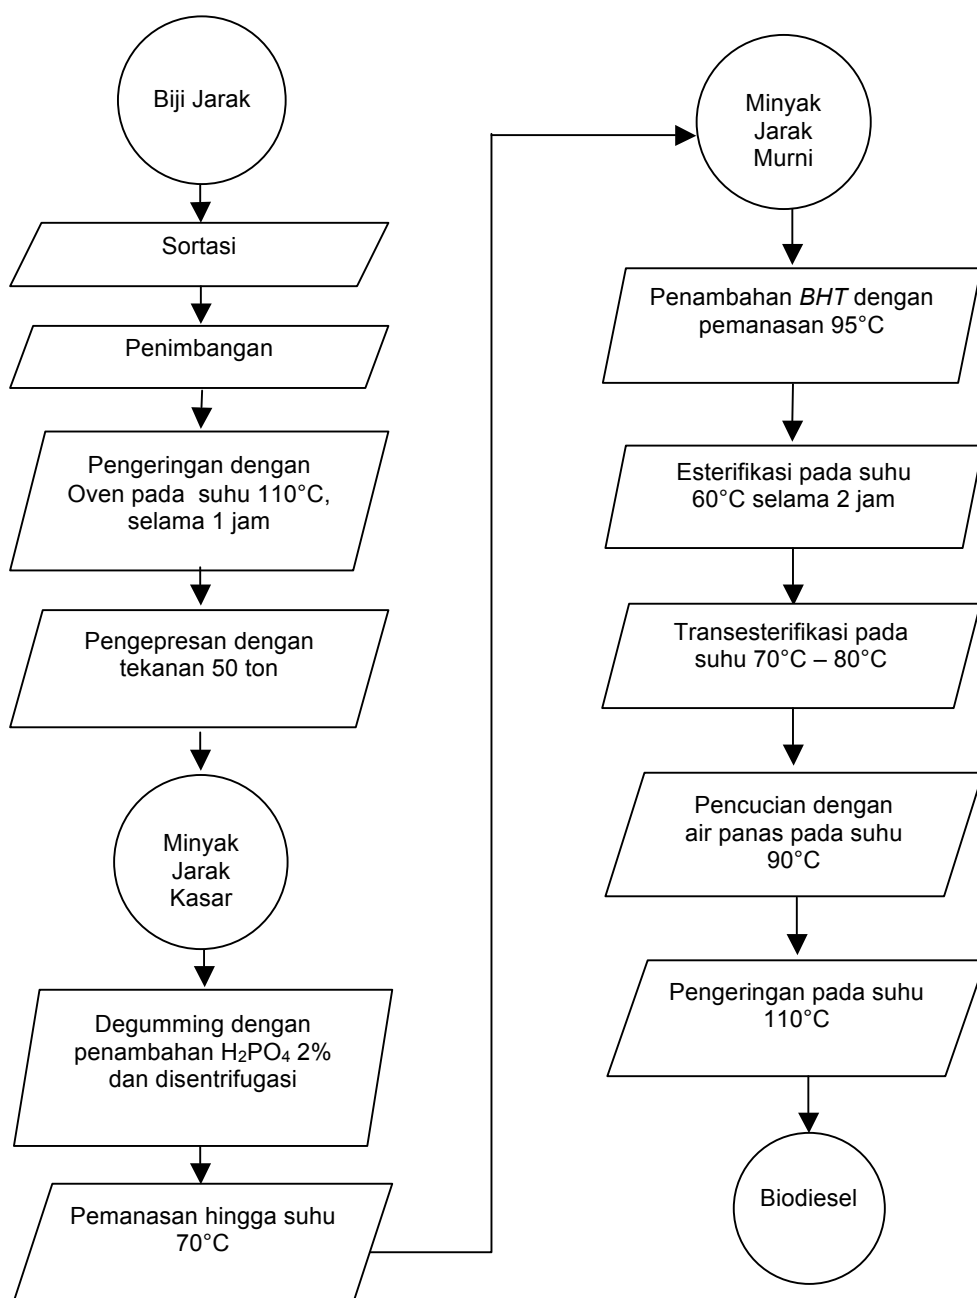 Biji Jarak
Sortasi
Penimbangan
Pengeringan dengan
Oven pada suhu 110°C,
selama 1 jam
Pengepresan dengan
tekanan 50 ton
Minyak
Jarak
Kasar
Degumming dengan
penambahan H₂PO₄ 2%
dan disentrifugasi
Pemanasan hingga suhu
70°C
Minyak
Jarak
Murni
Penambahan BHT dengan
pemanasan 95°C
Esterifikasi pada suhu
60°C selama 2 jam
Transesterifikasi pada
suhu 70°C – 80°C
Pencucian dengan
air panas pada suhu
90°C
Pengeringan pada suhu
110°C
Biodiesel